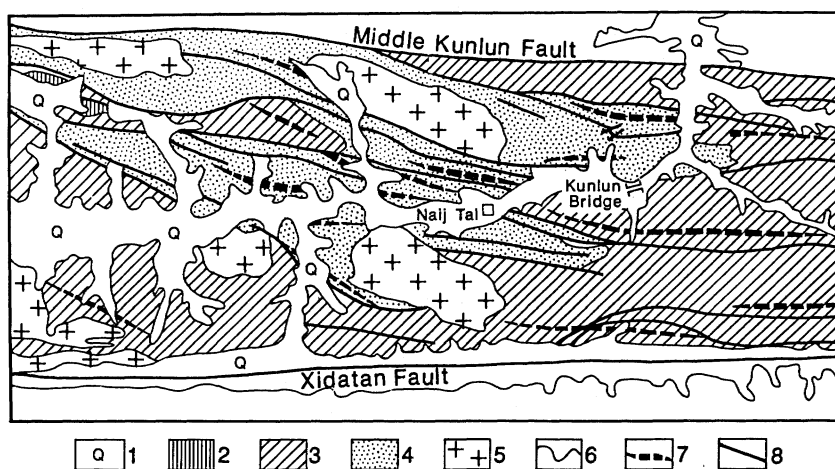 Middle Kunlun Fault
Q
Q
Q
Q
Kunlun
Bridge
Naij Tal
Q
Q
Q
Q
Xidatan Fault
Q 1 2 3 4 5 6 7 8